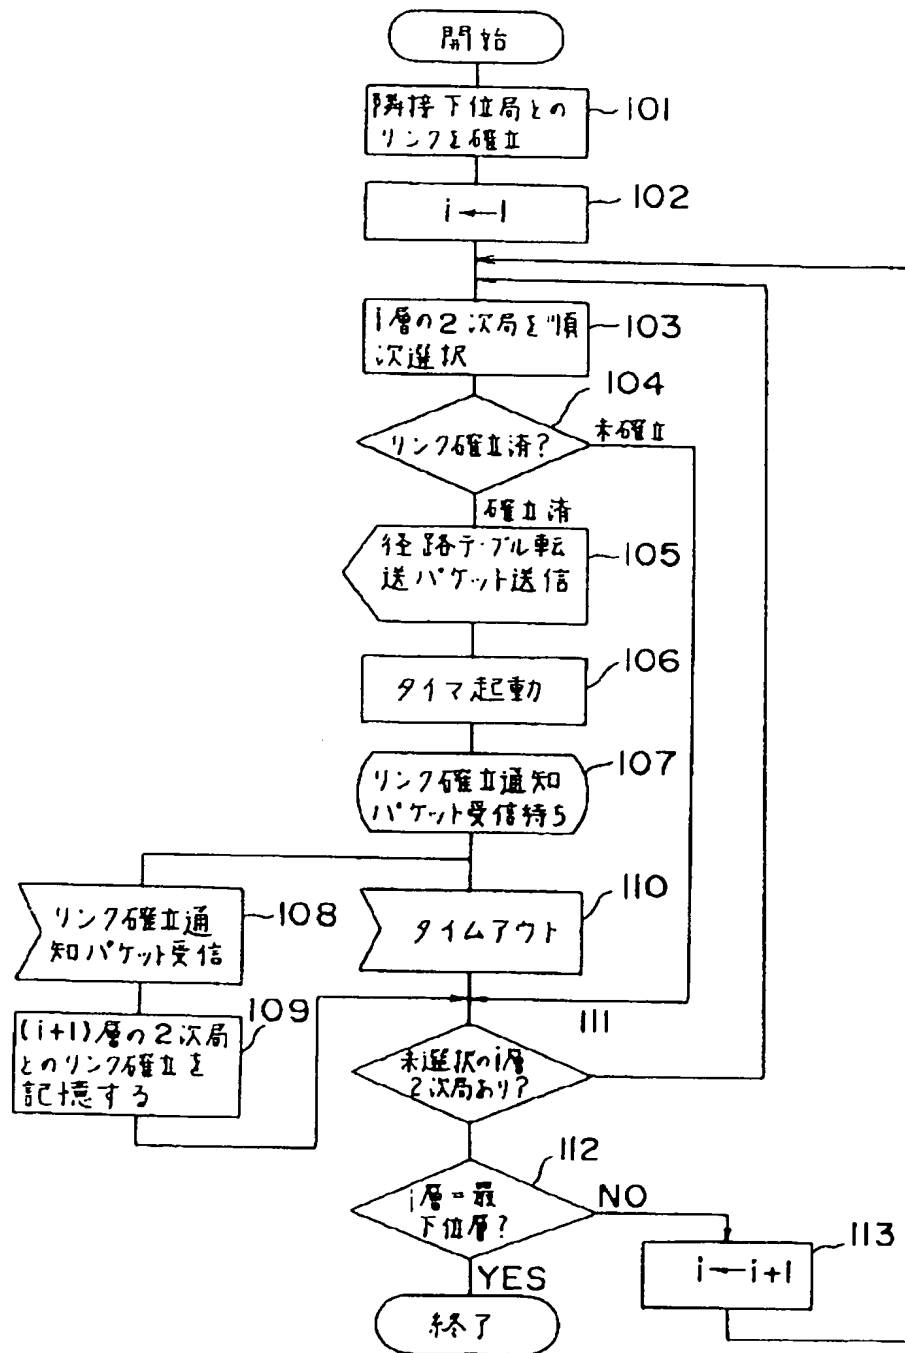 開始
隣接下位局との
リンクを確立
101
i←1
102
i層の2次局を順
次選択
103
104
リンク確立済?
未確立
確立済
径路テーブル転
送パケット送信
105
タイマ起動
106
リンク確立通知
パケット受信待ち
107
リンク確立通
知パケット受信
108
タイムアウト
110
(i+1)層の2次局
とのリンク確立を
記憶する
109
111
未選択のi層
2次局あり?
112
i層=最
下位層?
NO
YES
i←i+1
113
終了